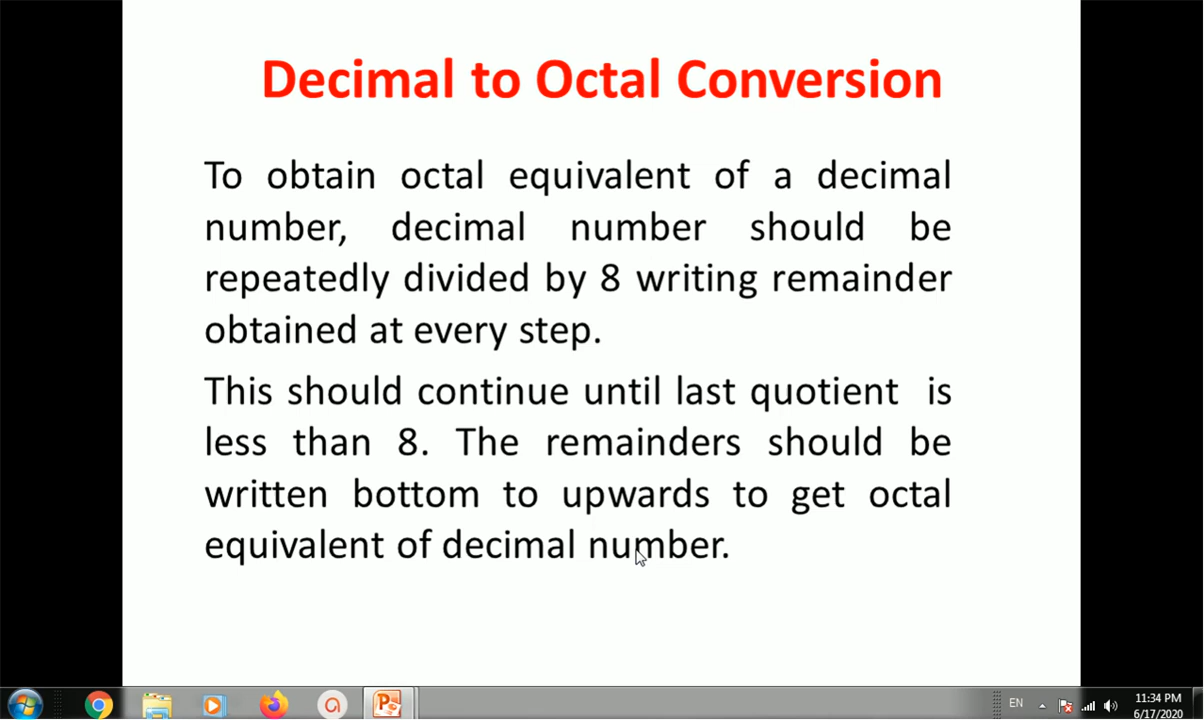 Decimal to Octal Conversion
To obtain octal equivalent of a decimal
number, decimal number should be
repeatedly divided by 8 writing remainder
obtained at every step.
This should continue until last quotient is
less than 8. The remainders should be
written bottom to upwards to get octal
equivalent of decimal number.
EN
11:34 PM
6/17/2020